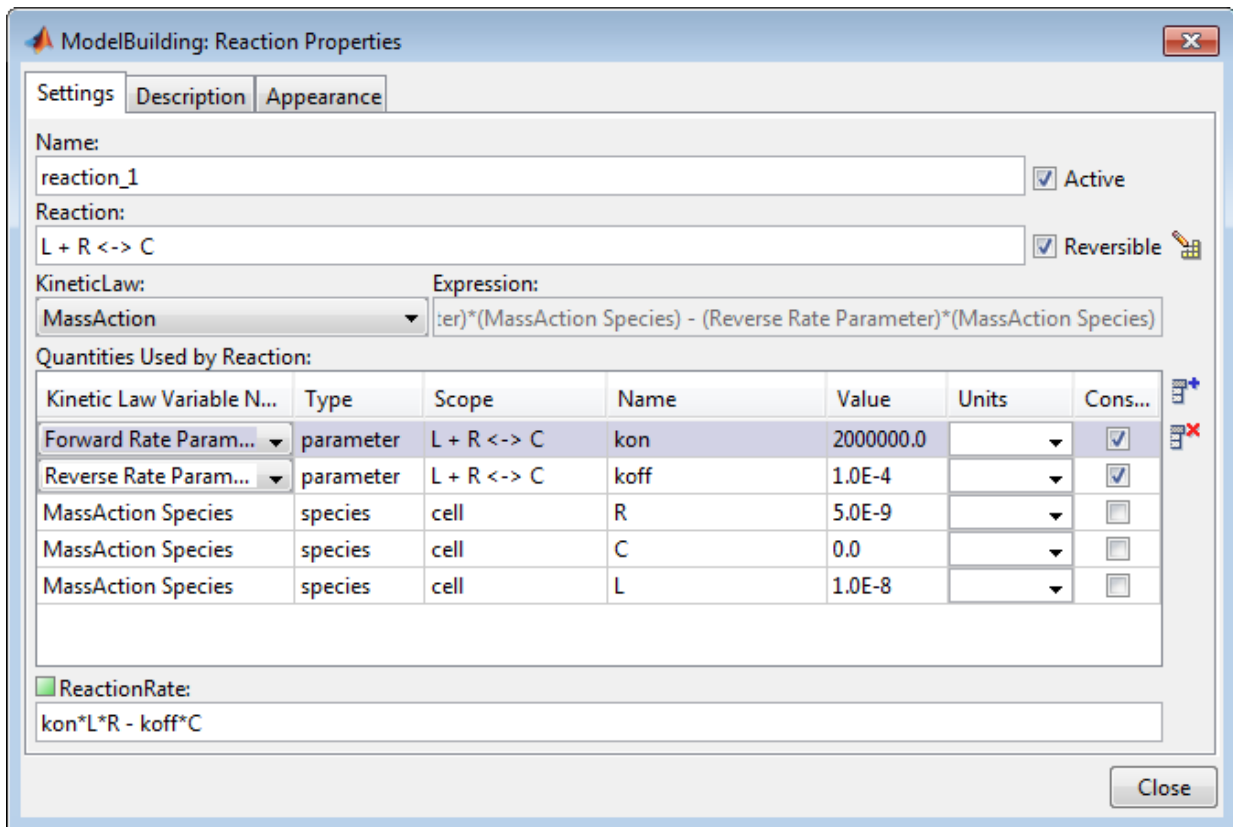 ModelBuilding: Reaction Properties
Settings Description Appearance
Name:
reaction_1 Active
Reaction:
L + R <-> C Reversible
KineticLaw: Expression:
MassAction :er)*(MassAction Species) - (Reverse Rate Parameter)*(MassAction Species)
Quantities Used by Reaction:
Kinetic Law Variable N... Type Scope Name Value Units Cons...
Forward Rate Param... parameter L + R <-> C kon 2000000.0
Reverse Rate Param... parameter L + R <-> C koff 1.0E-4
MassAction Species species cell R 5.0E-9
MassAction Species species cell C 0.0
MassAction Species species cell L 1.0E-8
ReactionRate:
kon*L*R - koff*C
Close